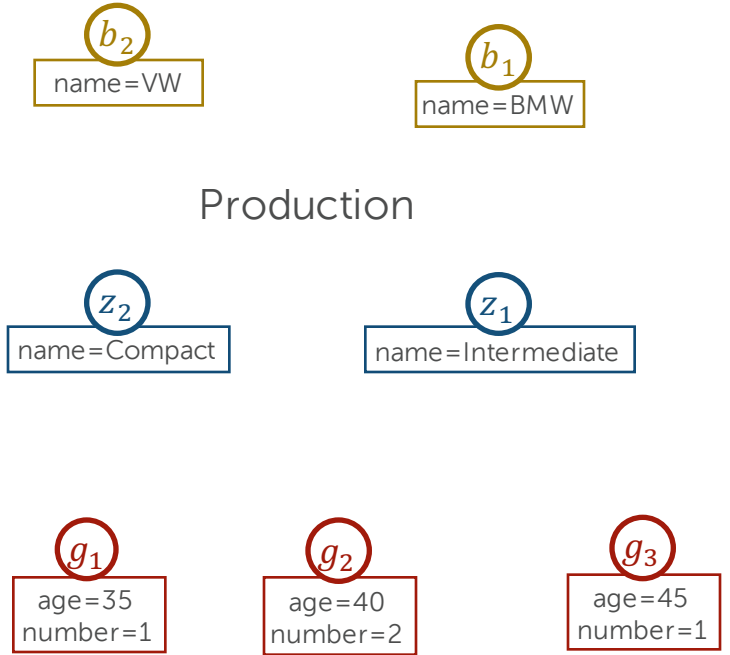 b₂
name=VW
b₁
name=BMW
Production
z₂
name=Compact
z₁
name=Intermediate
g₁
age=35
number=1
g₂
age=40
number=2
g₃
age=45
number=1